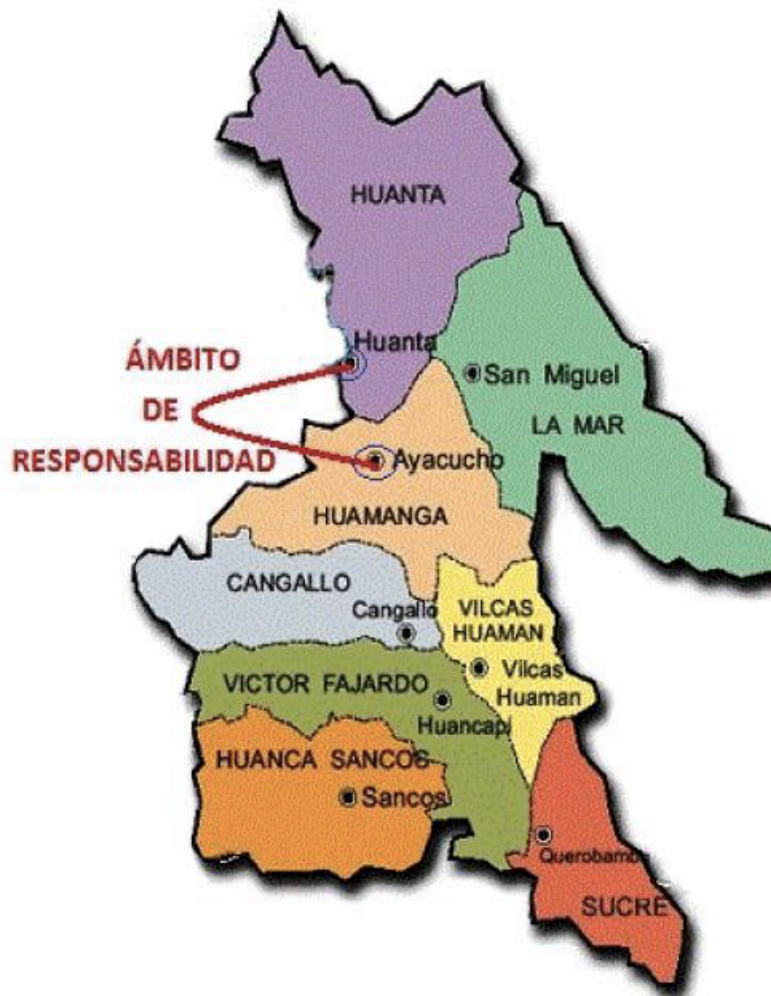 HUANTA
Huanta
ÁMBITO
DE
RESPONSABILIDAD
San Miguel
LA MAR
Ayacucho
HUAMANGA
CANGALLO
Cangallo
VILCAS
HUAMAN
Vilcas
Huaman
VICTOR FAJARDO
Huancapi
HUANCA SANCOS
Sancos
Querobamba
SUCRE